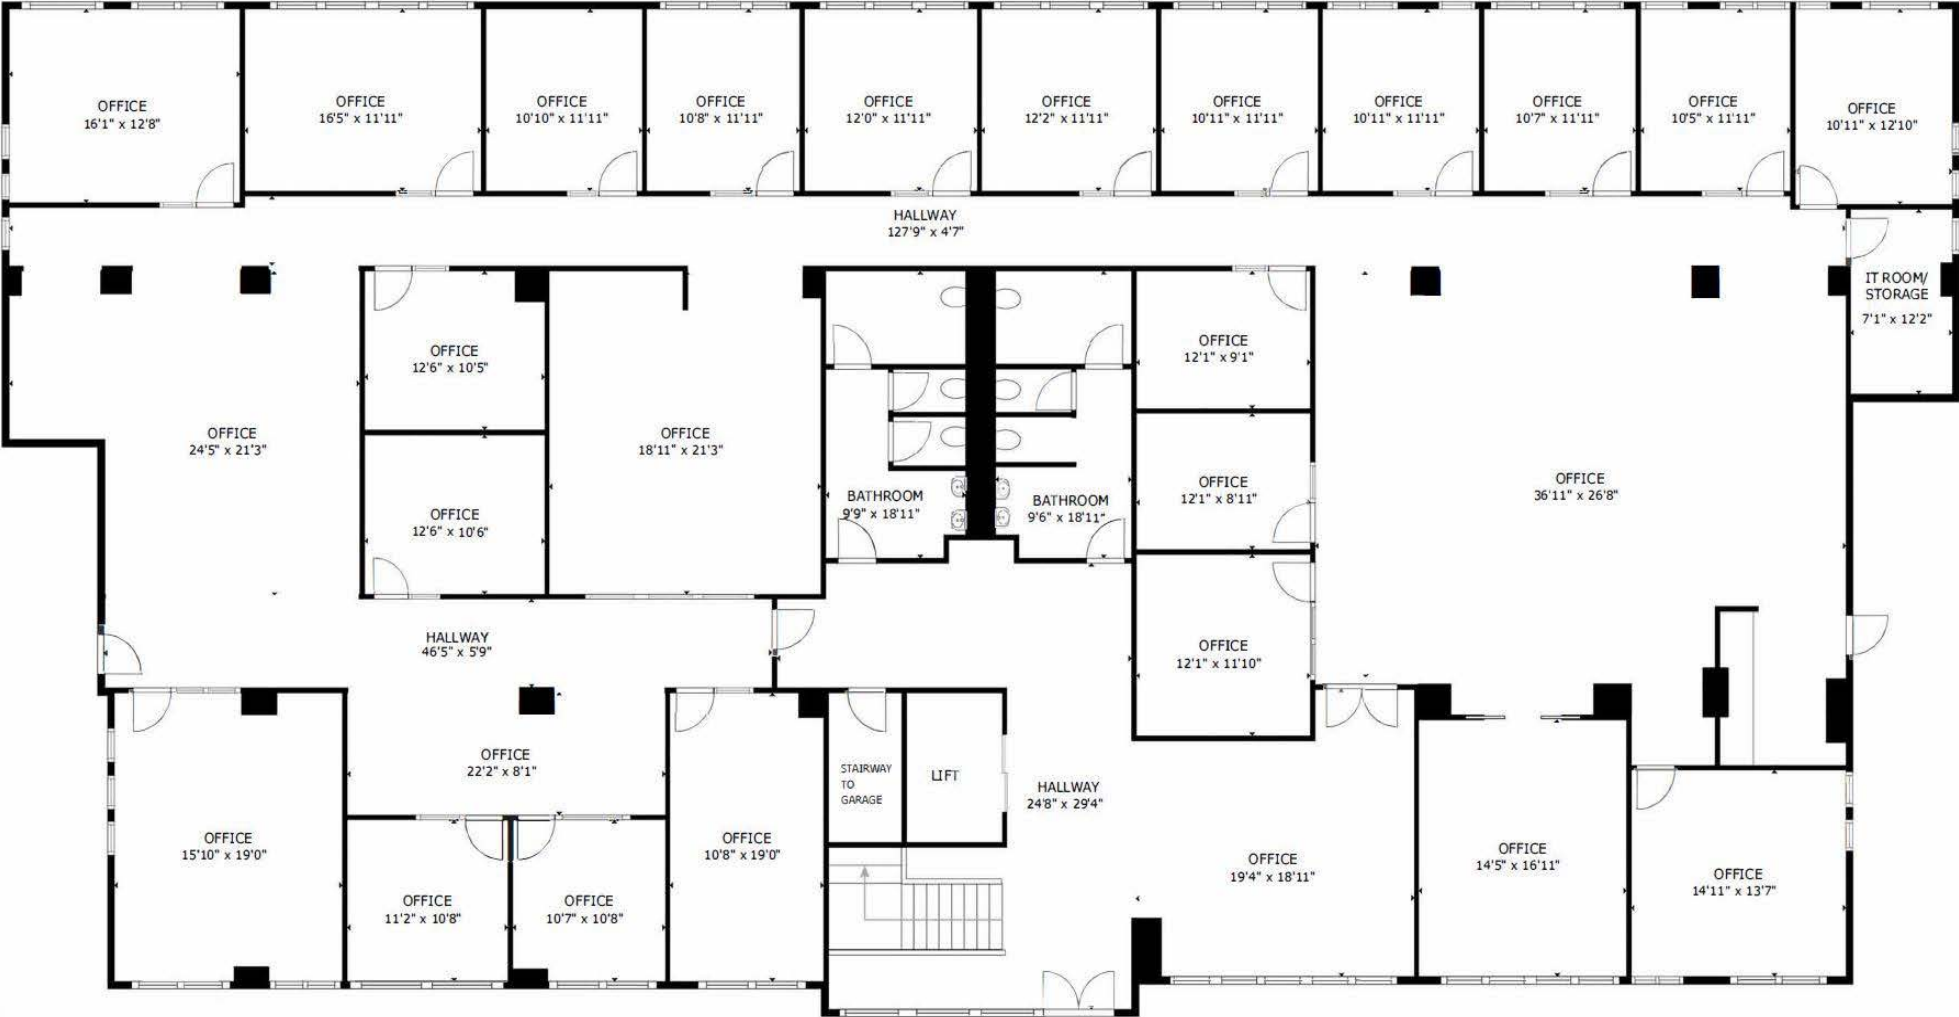 OFFICE
16'1" x 12'8"
OFFICE
16'5" x 11'11"
OFFICE
10'10" x 11'11"
OFFICE
10'8" x 11'11"
OFFICE
12'0" x 11'11"
OFFICE
12'2" x 11'11"
OFFICE
10'11" x 11'11"
OFFICE
10'11" x 11'11"
OFFICE
10'7" x 11'11"
OFFICE
10'5" x 11'11"
OFFICE
10'11" x 12'10"
HALLWAY
127'9" x 4'7"
IT ROOM/
STORAGE
7'1" x 12'2"
OFFICE
24'5" x 21'3"
OFFICE
12'6" x 10'5"
OFFICE
12'6" x 10'6"
OFFICE
18'11" x 21'3"
BATHROOM
9'9" x 18'11"
BATHROOM
9'6" x 18'11"
OFFICE
12'1" x 9'1"
OFFICE
12'1" x 8'11"
OFFICE
12'1" x 11'10"
OFFICE
36'11" x 26'8"
HALLWAY
46'5" x 5'9"
OFFICE
22'2" x 8'1"
OFFICE
15'10" x 19'0"
OFFICE
11'2" x 10'8"
OFFICE
10'7" x 10'8"
OFFICE
10'8" x 19'0"
STAIRWAY
TO
GARAGE
LIFT
HALLWAY
24'8" x 29'4"
OFFICE
19'4" x 18'11"
OFFICE
14'5" x 16'11"
OFFICE
14'11" x 13'7"